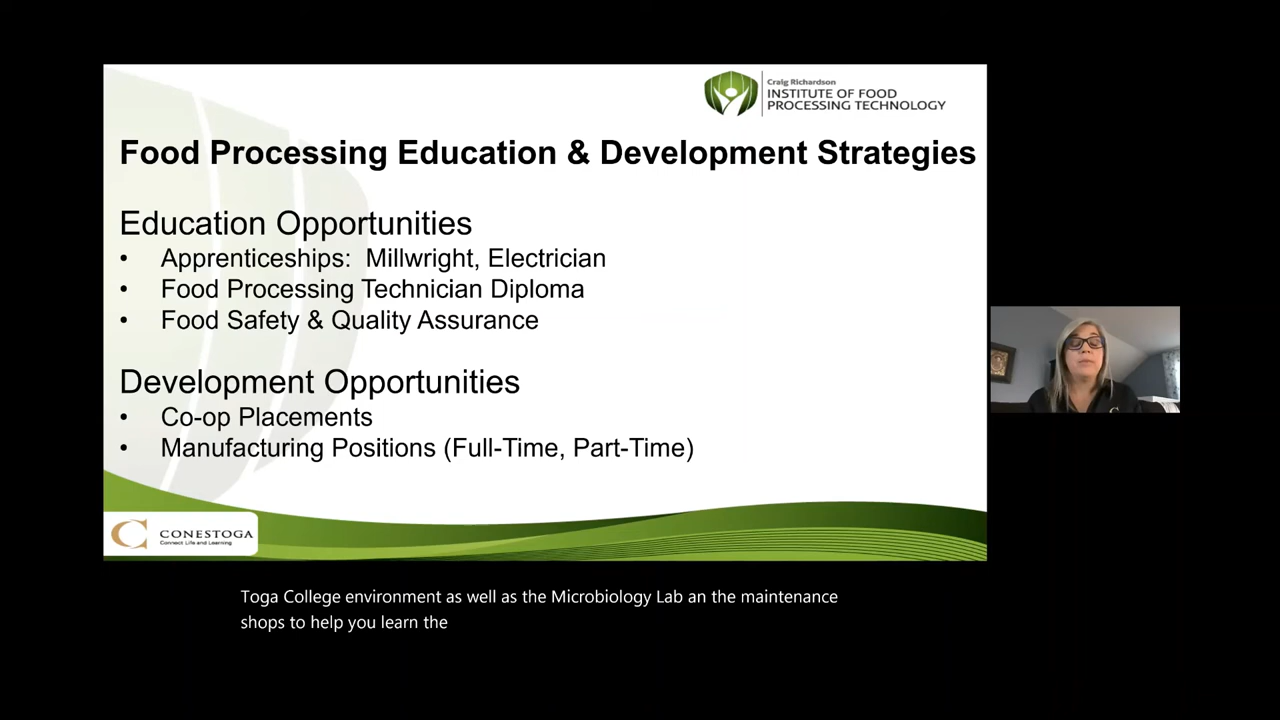 Craig Richardson
INSTITUTE OF FOOD
PROCESSING TECHNOLOGY
Food Processing Education & Development Strategies
Education Opportunities
• Apprenticeships: Millwright, Electrician
• Food Processing Technician Diploma
• Food Safety & Quality Assurance
Development Opportunities
• Co-op Placements
• Manufacturing Positions (Full-Time, Part-Time)
C CONESTOGA
Connect Life and Learning
Toga College environment as well as the Microbiology Lab an the maintenance
shops to help you learn the